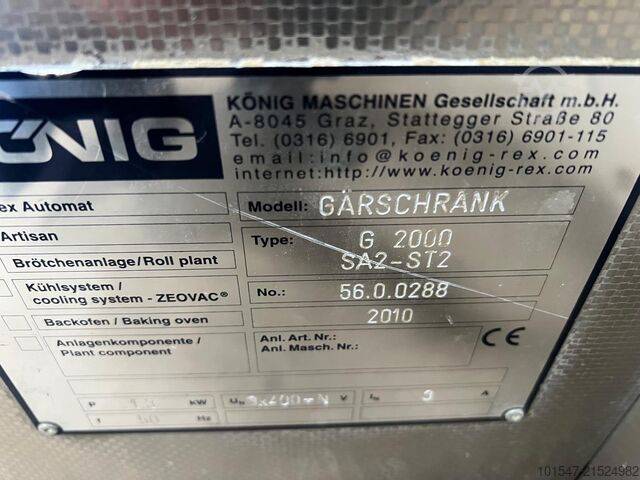 KÖNIG MASCHINEN Gesellschaft m.b.H.
A-8045 Graz, Stattegger Straße 80
Tel. (0316) 6901, Fax: (0316) 6901-115
email:info@koenig-rex.com
internet:http://www.koenig-rex.com
ÖNIG
ex Automat
Modell: GÄRSCHRANK
Artisan
Type: G 2000
Brötchenanlage/Roll plant
SA2-ST2
Kühlsystem /
cooling system - ZEOVAC®
No.: 56.0.0288
Backofen / Baking oven
2010
Anlagenkomponente /
Plant component
Anl. Art. Nr.:
Anl. Masch. Nr.:
CE
P kW UN V IN A
f Hz
101547-21524982